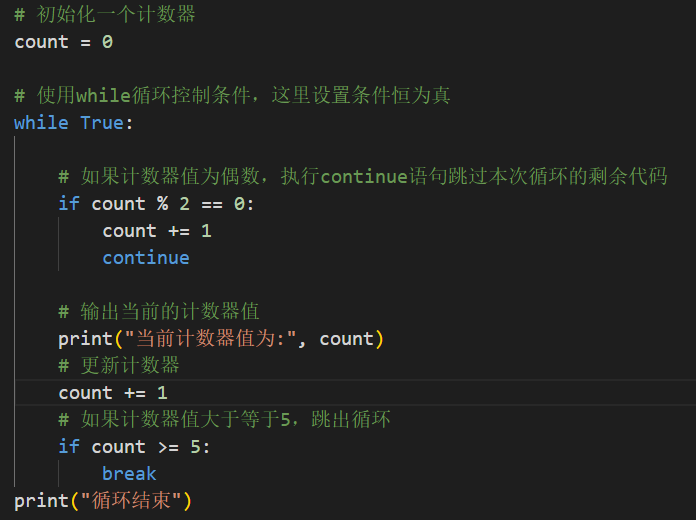 # 初始化一个计数器
count = 0
# 使用while循环控制条件，这里设置条件恒为真
while True:
# 如果计数器值为偶数，执行continue语句跳过本次循环的剩余代码
if count % 2 == 0:
count += 1
continue
# 输出当前的计数器值
print("当前计数器值为:", count)
# 更新计数器
count += 1
# 如果计数器值大于等于5，跳出循环
if count >= 5:
break
print("循环结束")